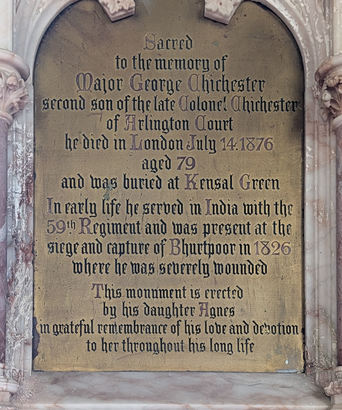 Sacred
to the memory of
Major George Chichester
second son of the late Colonel Chichester
of Arlington Court
he died in London July 14.1876
aged 79
and was buried at Kensal Green
In early life he served in India with the
59th Regiment and was present at the
siege and capture of Bhurtpoor in 1826
where he was severely wounded
This monument is erected
by his daughter Agnes
in grateful remembrance of his love and devotion
to her throughout his long life